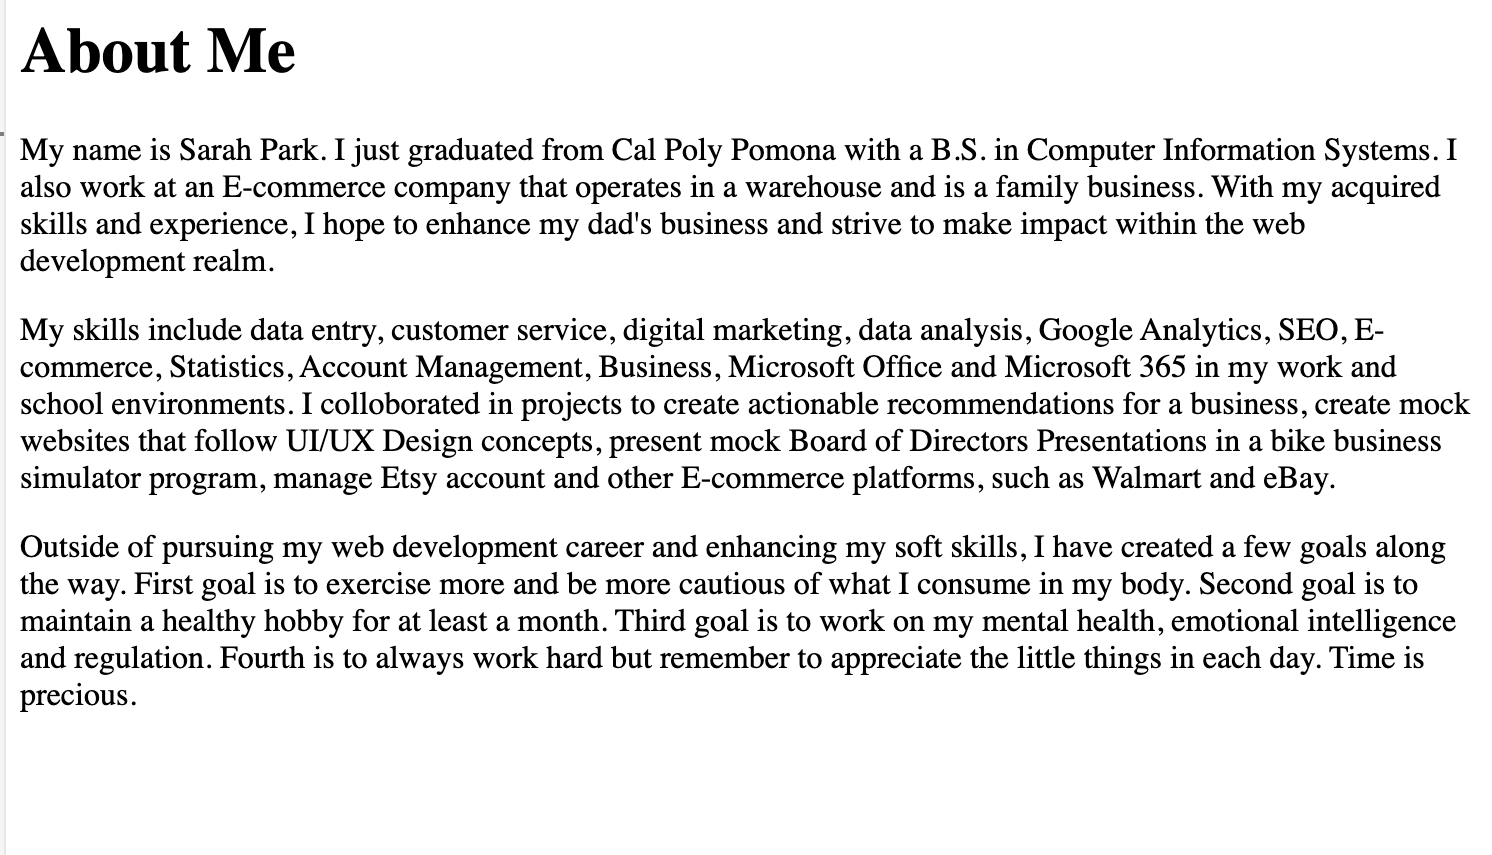 About Me
My name is Sarah Park. I just graduated from Cal Poly Pomona with a B.S. in Computer Information Systems. I
also work at an E-commerce company that operates in a warehouse and is a family business. With my acquired
skills and experience, I hope to enhance my dad's business and strive to make impact within the web
development realm.
My skills include data entry, customer service, digital marketing, data analysis, Google Analytics, SEO, E-
commerce, Statistics, Account Management, Business, Microsoft Office and Microsoft 365 in my work and
school environments. I colloborated in projects to create actionable recommendations for a business, create mock
websites that follow UI/UX Design concepts, present mock Board of Directors Presentations in a bike business
simulator program, manage Etsy account and other E-commerce platforms, such as Walmart and eBay.
Outside of pursuing my web development career and enhancing my soft skills, I have created a few goals along
the way. First goal is to exercise more and be more cautious of what I consume in my body. Second goal is to
maintain a healthy hobby for at least a month. Third goal is to work on my mental health, emotional intelligence
and regulation. Fourth is to always work hard but remember to appreciate the little things in each day. Time is
precious.